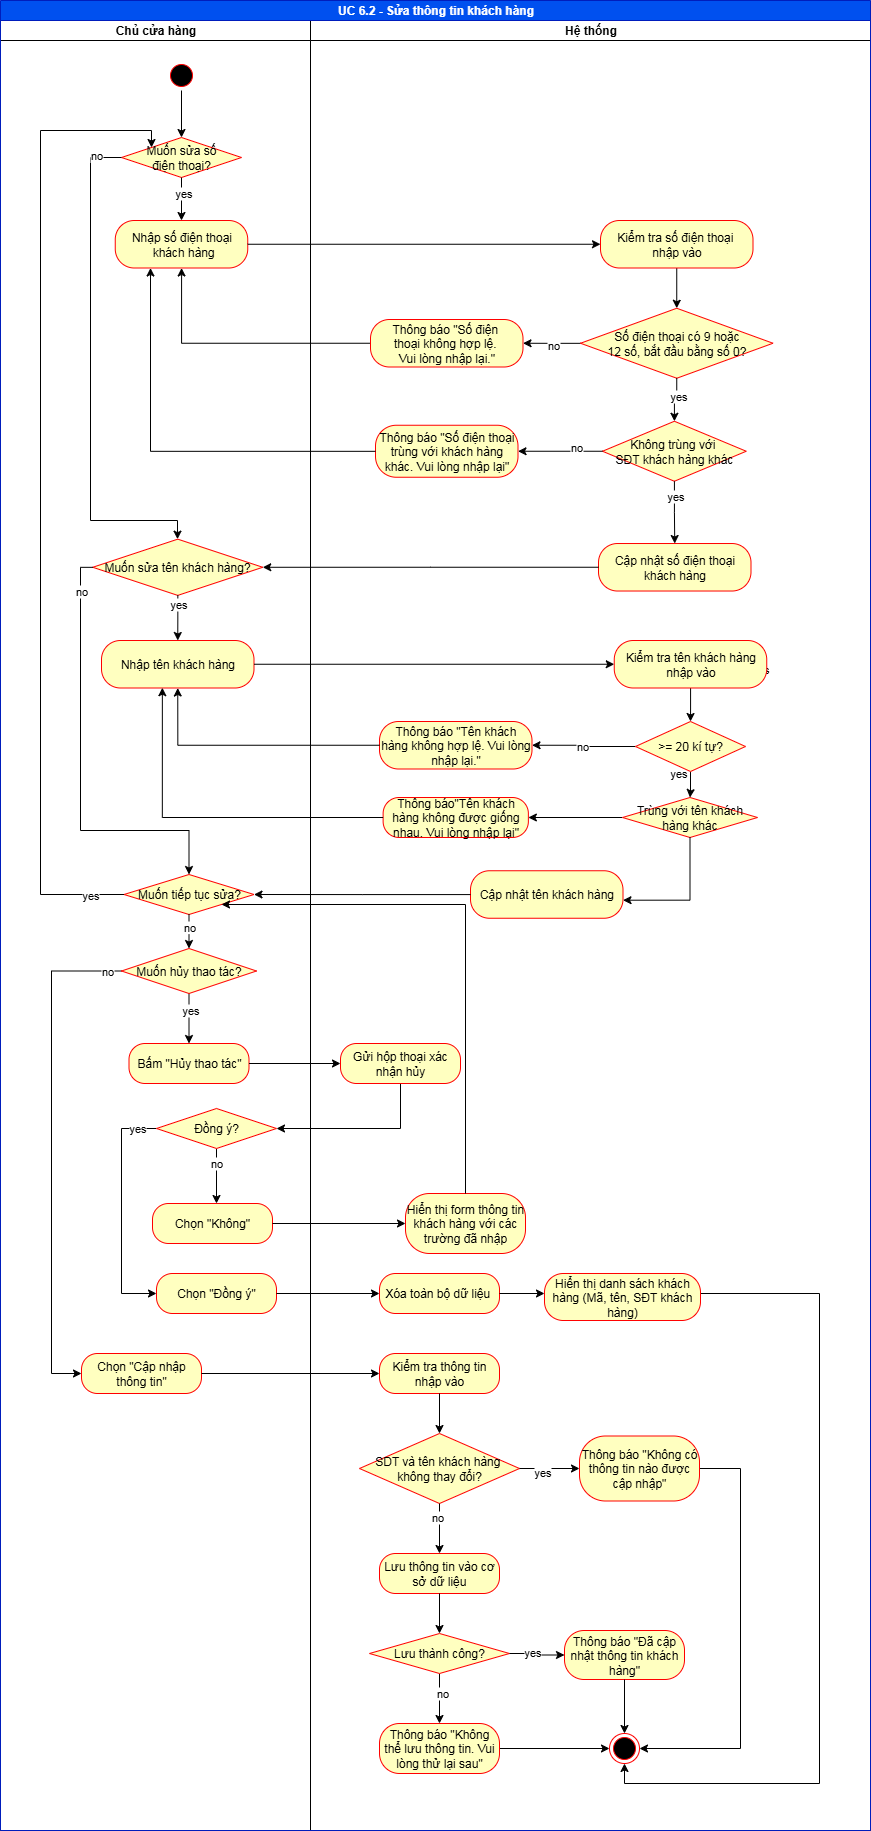 UC 6.2 - Sửa thông tin khách hàng
Chủ cửa hàng
Hệ thống
Muốn sửa số
điện thoại?
no
yes
Nhập số điện thoại
khách hàng
Kiểm tra số điện thoại
nhập vào
Số điện thoại có 9 hoặc
12 số, bắt đầu bằng số 0?
no
Thông báo "Số điện
thoại không hợp lệ.
Vui lòng nhập lại."
yes
Không trùng với
SĐT khách hàng khác
no
Thông báo "Số điện thoại
trùng với khách hàng
khác. Vui lòng nhập lại"
yes
Cập nhật số điện thoại
khách hàng
Muốn sửa tên khách hàng?
no
yes
Nhập tên khách hàng
Kiểm tra tên khách hàng
nhập vào
s
>= 20 kí tự?
no
Thông báo "Tên khách
hàng không hợp lệ. Vui lòng
nhập lại."
yes
Trùng với tên khách
hàng khác
Thông báo"Tên khách
hàng không được giống
nhau. Vui lòng nhập lại"
Cập nhật tên khách hàng
Muốn tiếp tục sửa?
yes
no
Muốn hủy thao tác?
no
yes
Bấm "Hủy thao tác"
Gửi hộp thoại xác
nhận hủy
Đồng ý?
yes
no
Chọn "Không"
Hiển thị form thông tin
khách hàng với các
trường đã nhập
Chọn "Đồng ý"
Xóa toàn bộ dữ liệu
Hiển thị danh sách khách
hàng (Mã, tên, SĐT khách
hàng)
Chọn "Cập nhập
thông tin"
Kiểm tra thông tin
nhập vào
SDT và tên khách hàng
không thay đổi?
yes
Thông báo "Không có
thông tin nào được
cập nhập"
no
Lưu thông tin vào cơ
sở dữ liệu
Lưu thành công?
yes
Thông báo "Đã cập
nhật thông tin khách
hàng"
no
Thông báo "Không
thể lưu thông tin. Vui
lòng thử lại sau"